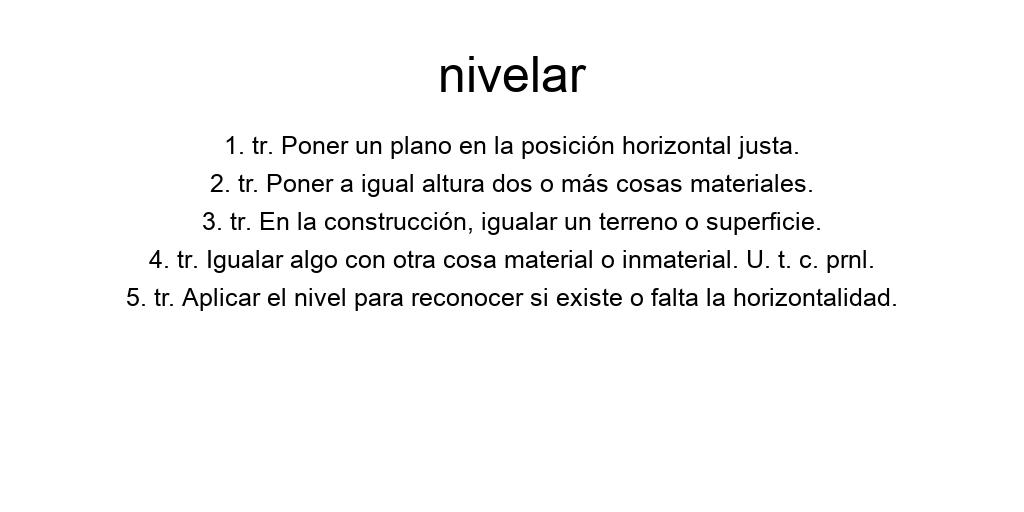 nivelar
1. tr. Poner un plano en la posición horizontal justa.
2. tr. Poner a igual altura dos o más cosas materiales.
3. tr. En la construcción, igualar un terreno o superficie.
4. tr. Igualar algo con otra cosa material o inmaterial. U. t. c. prnl.
5. tr. Aplicar el nivel para reconocer si existe o falta la horizontalidad.